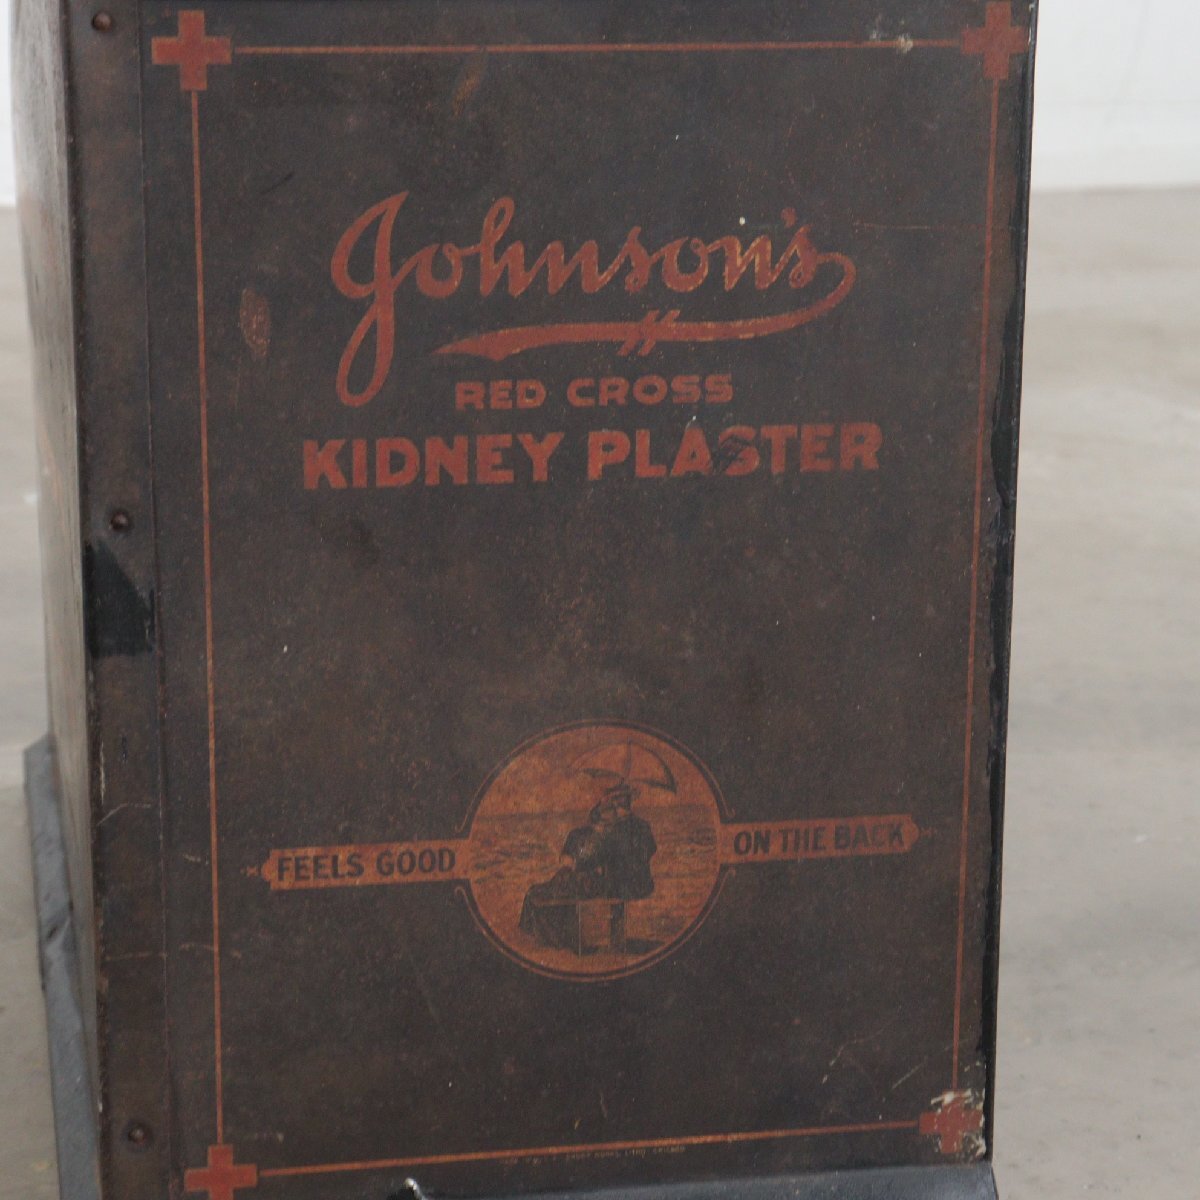 Johnson's
RED CROSS
KIDNEY PLASTER
FEELS GOOD ON THE BACK